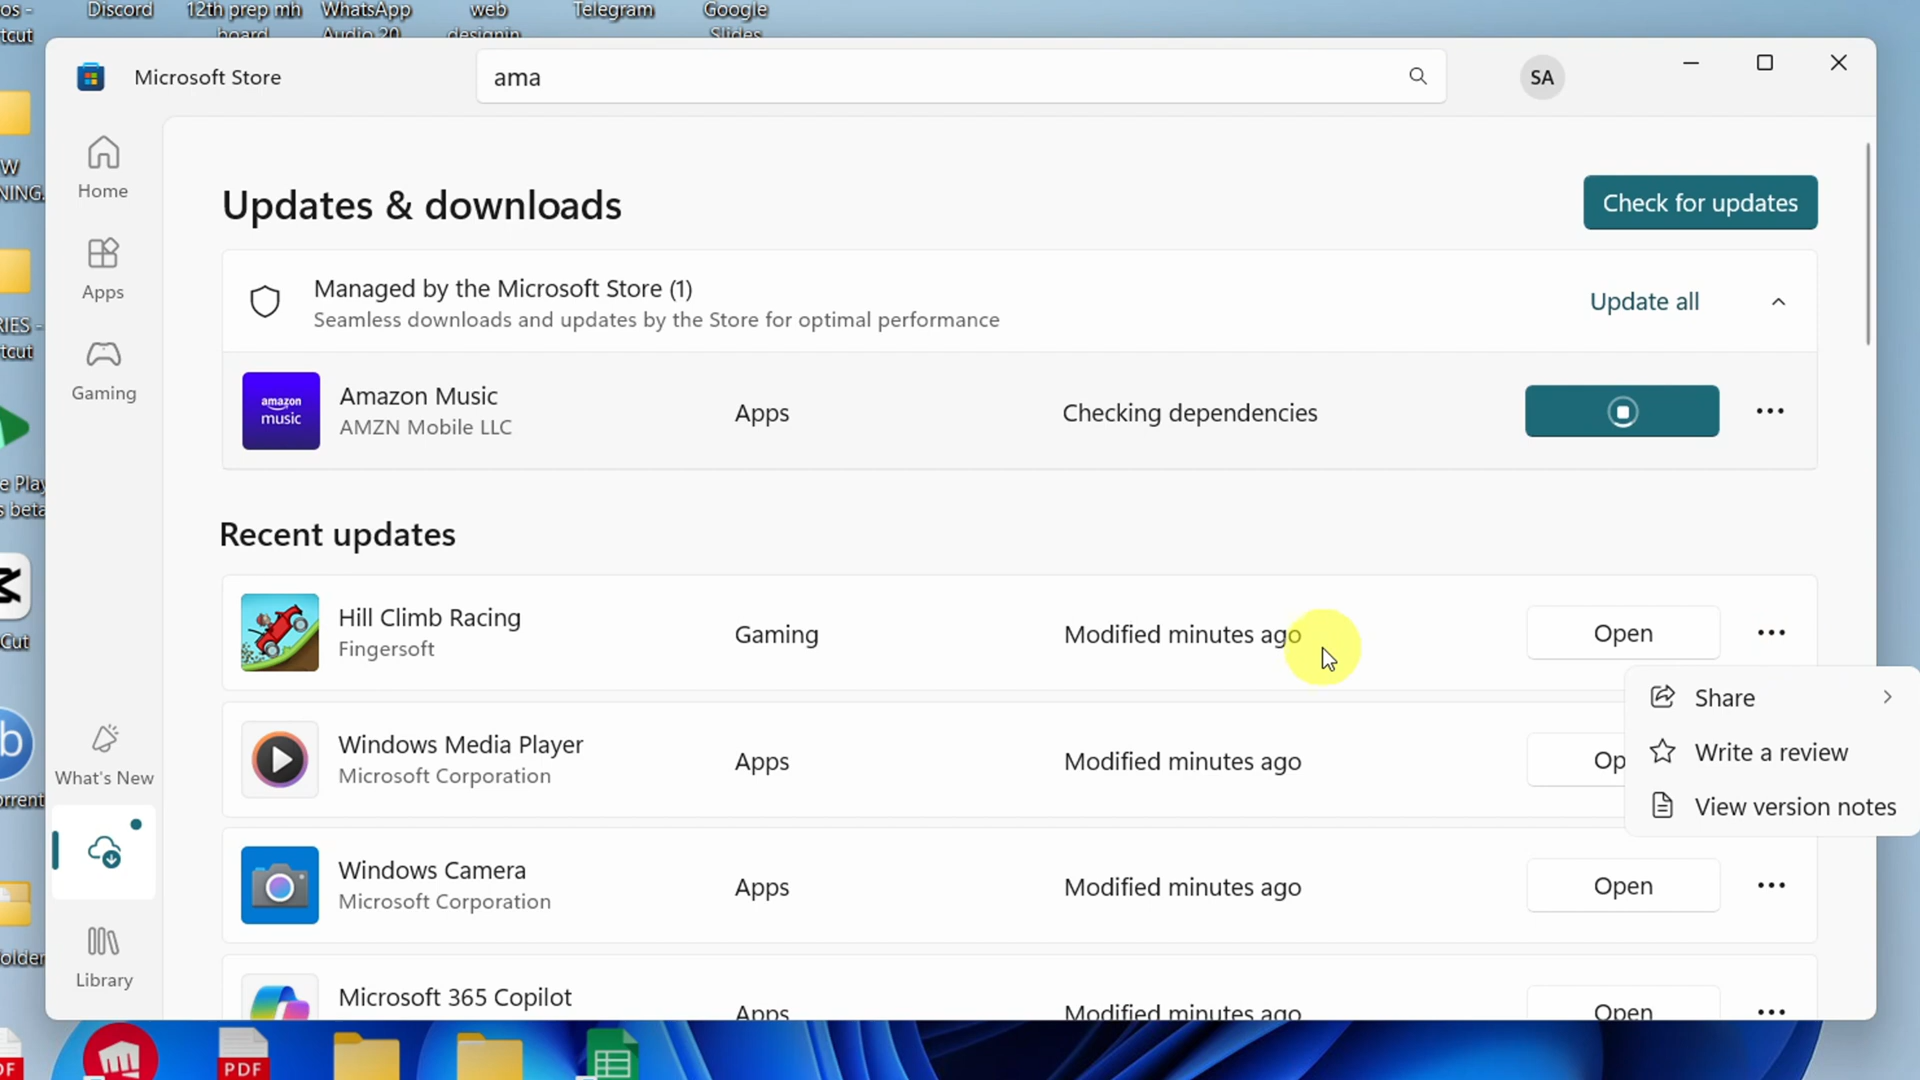 Discord
12th prep mh
board
WhatsApp
Audio 20
web
designin
Telegram
Google
Slides
Microsoft Store
ama
SA
Home
Apps
Gaming
What's New
Library
Updates & downloads
Check for updates
Managed by the Microsoft Store (1)
Seamless downloads and updates by the Store for optimal performance
Update all
amazon
music
Amazon Music
AMZN Mobile LLC
Apps
Checking dependencies
Recent updates
Hill Climb Racing
Fingersoft
Gaming
Modified minutes ago
Open
Share
Write a review
View version notes
Windows Media Player
Microsoft Corporation
Apps
Modified minutes ago
Op
Windows Camera
Microsoft Corporation
Apps
Modified minutes ago
Open
Microsoft 365 Copilot
Apps
Modified minutes ago
Open
PDF